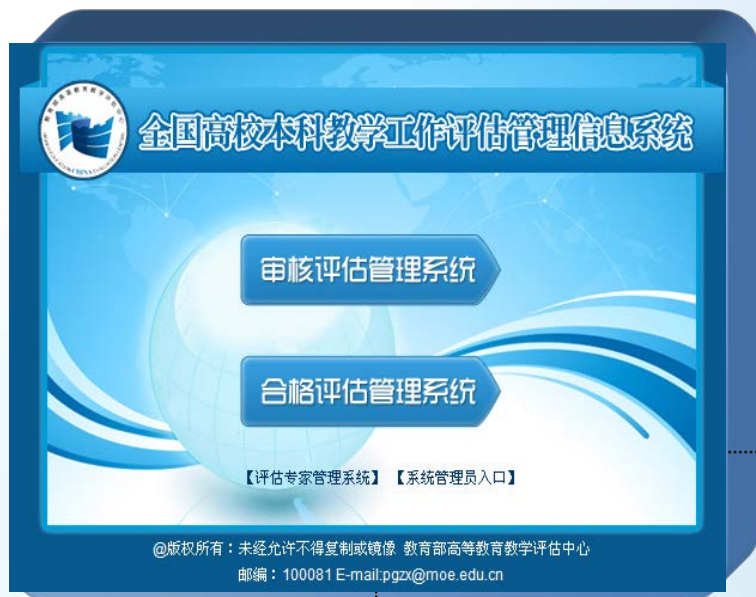 全国高校本科教学工作评估管理信息系统
审核评估管理系统
合格评估管理系统
【评估专家管理系统】 【系统管理员入口】
@版权所有：未经允许不得复制或镜像 教育部高等教育教学评估中心
邮编：100081 E-mail:pgzx@moe.edu.cn